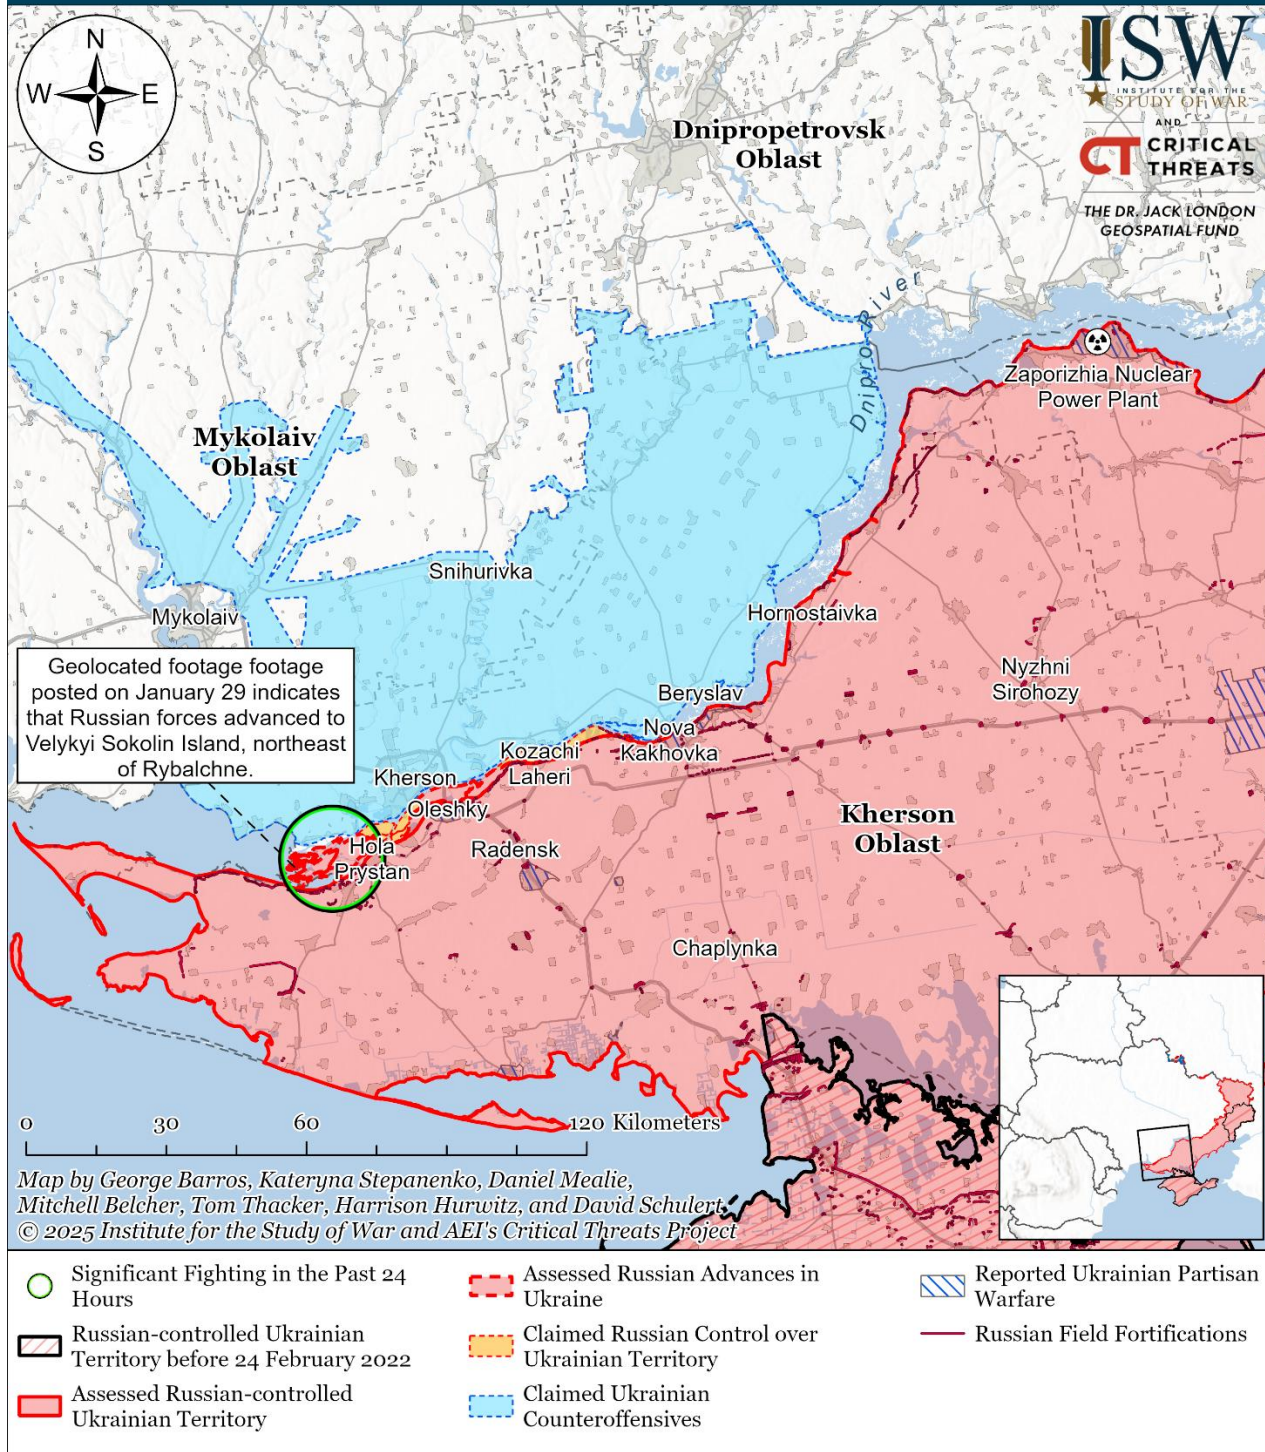 N
W
E
S
ISW
INSTITUTE FOR THE
STUDY OF WAR
AND
CT CRITICAL
THREATS
THE DR. JACK LONDON
GEOSPATIAL FUND
Dnipropetrovsk
Oblast
Dnipro River
Zaporizhia Nuclear
Power Plant
Mykolaiv
Oblast
Snihurivka
Mykolaiv
Hornostaivka
Geolocated footage footage
posted on January 29 indicates
that Russian forces advanced to
Velykyi Sokolin Island, northeast
of Rybalchne.
Nyzhni
Sirohozy
Beryslav
Nova
Kakhovka
Kozachi
Laheri
Kherson
Oleshky
Kherson
Oblast
Hola
Prystan
Radensk
Chaplynka
0 30 60 120 Kilometers
Map by George Barros, Kateryna Stepanenko, Daniel Mealie,
Mitchell Belcher, Tom Thacker, Harrison Hurwitz, and David Schulert
© 2025 Institute for the Study of War and AEI's Critical Threats Project
Significant Fighting in the Past 24
Hours
Russian-controlled Ukrainian
Territory before 24 February 2022
Assessed Russian-controlled
Ukrainian Territory
Assessed Russian Advances in
Ukraine
Claimed Russian Control over
Ukrainian Territory
Claimed Ukrainian
Counteroffensives
Reported Ukrainian Partisan
Warfare
Russian Field Fortifications